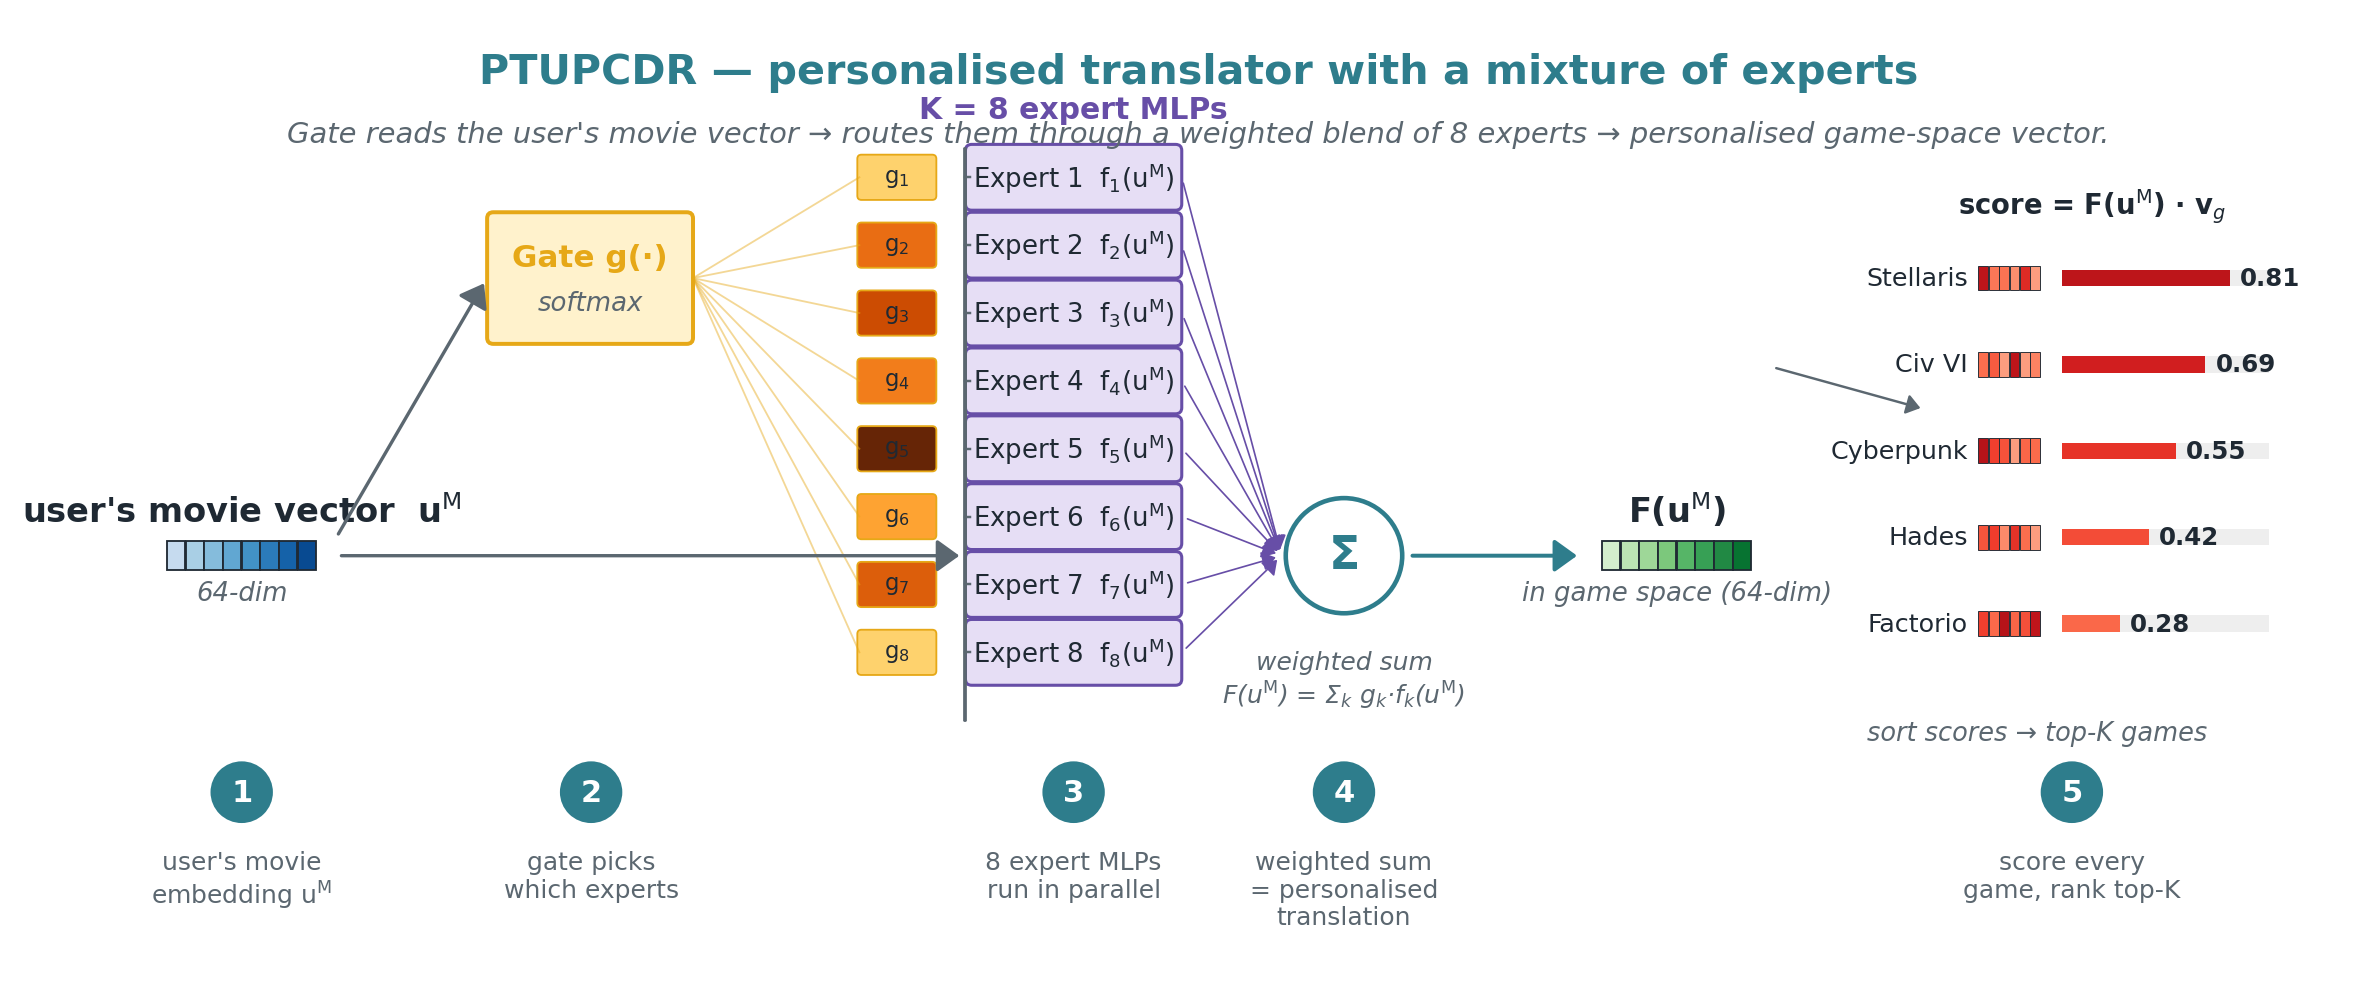 PTUPCDR — personalised translator with a mixture of experts
K = 8 expert MLPs
Gate reads the user's movie vector → routes them through a weighted blend of 8 experts → personalised game-space vector.
Gate g(·)
softmax
g₁
g₂
g₃
g₄
g₅
g₆
g₇
g₈
Expert 1 f₁(uᴹ)
Expert 2 f₂(uᴹ)
Expert 3 f₃(uᴹ)
Expert 4 f₄(uᴹ)
Expert 5 f₅(uᴹ)
Expert 6 f₆(uᴹ)
Expert 7 f₇(uᴹ)
Expert 8 f₈(uᴹ)
user's movie vector uᴹ
64-dim
Σ
weighted sum
F(uᴹ) = Σₖ gₖ·fₖ(uᴹ)
F(uᴹ)
in game space (64-dim)
score = F(uᴹ) · v_g
Stellaris 0.81
Civ VI 0.69
Cyberpunk 0.55
Hades 0.42
Factorio 0.28
sort scores → top-K games
1
user's movie
embedding uᴹ
2
gate picks
which experts
3
8 expert MLPs
run in parallel
4
weighted sum
= personalised
translation
5
score every
game, rank top-K